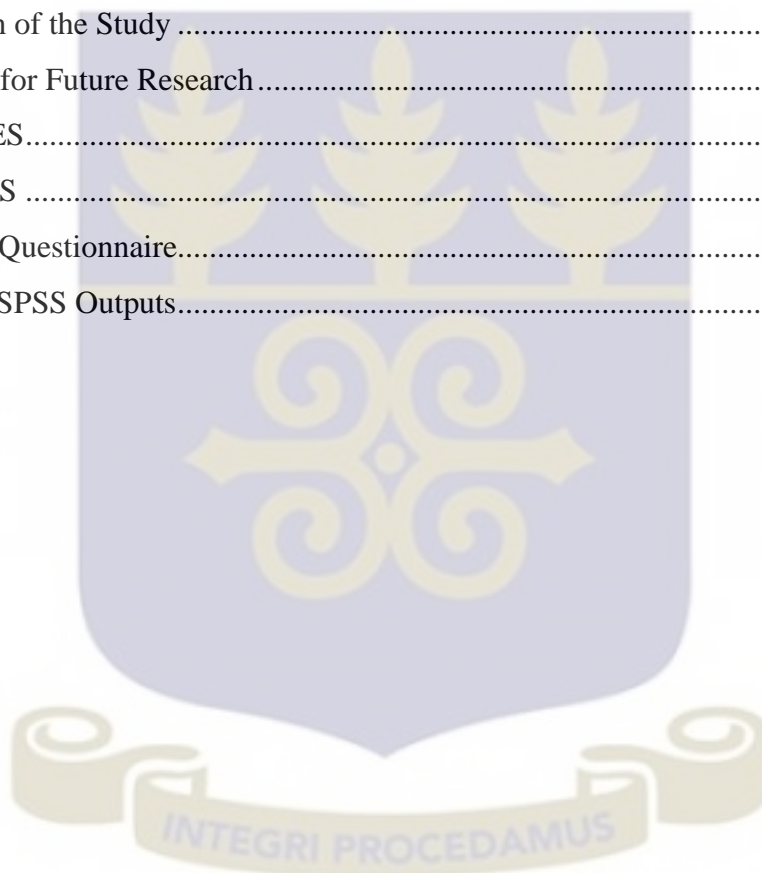 n of the Study ....................................................................
for Future Research ....................................................................
ES....................................................................
S ....................................................................
Questionnaire....................................................................
SPSS Outputs....................................................................
INTEGRI PROCEDAMUS